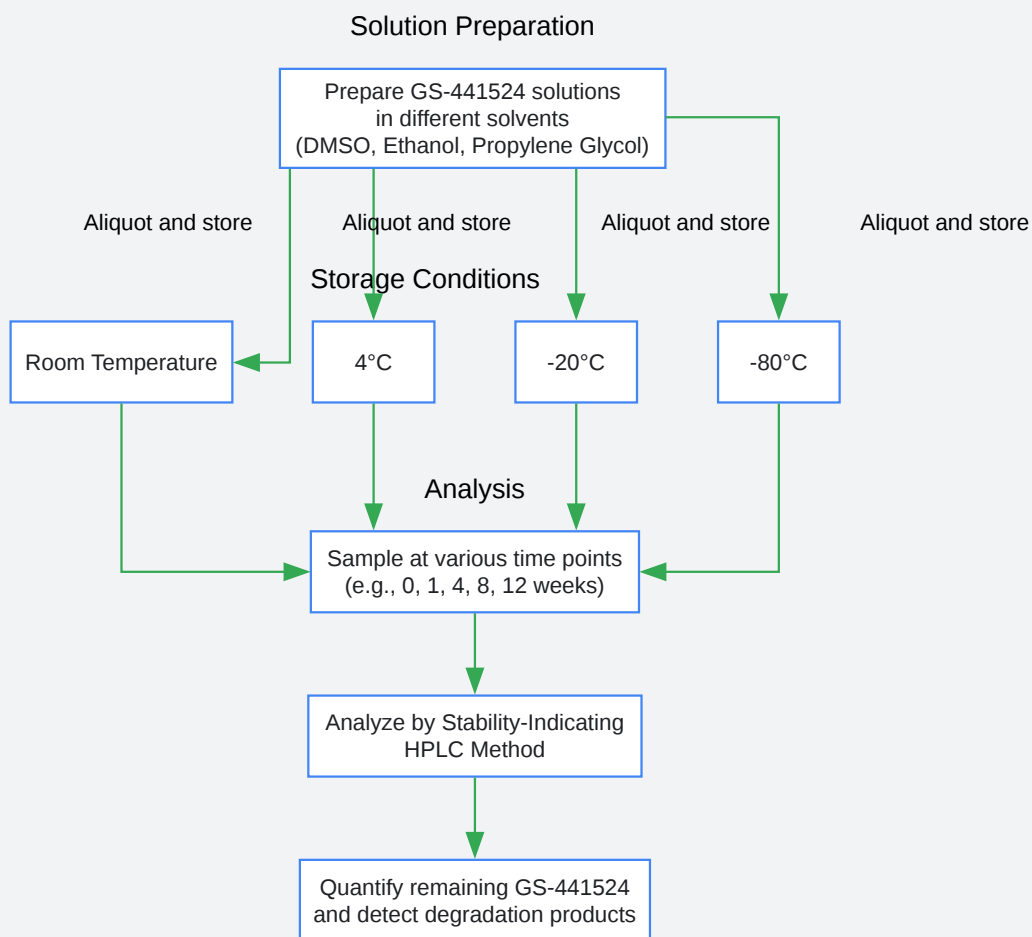 Solution Preparation
Prepare GS-441524 solutions
in different solvents
(DMSO, Ethanol, Propylene Glycol)
Aliquot and store
Aliquot and store
Aliquot and store
Aliquot and store
Storage Conditions
Room Temperature
4°C
-20°C
-80°C
Analysis
Sample at various time points
(e.g., 0, 1, 4, 8, 12 weeks)
Analyze by Stability-Indicating
HPLC Method
Quantify remaining GS-441524
and detect degradation products